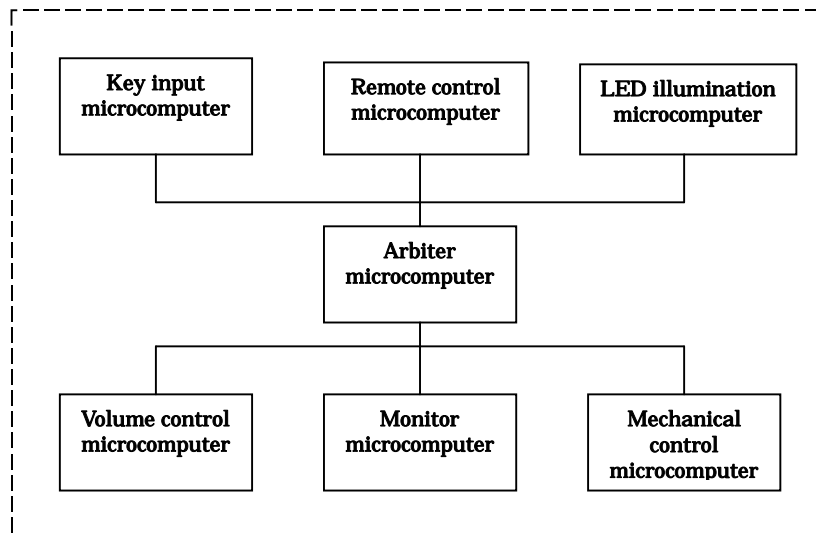 Key input
microcomputer
Remote control
microcomputer
LED illumination
microcomputer
Arbiter
microcomputer
Volume control
microcomputer
Monitor
microcomputer
Mechanical
control
microcomputer